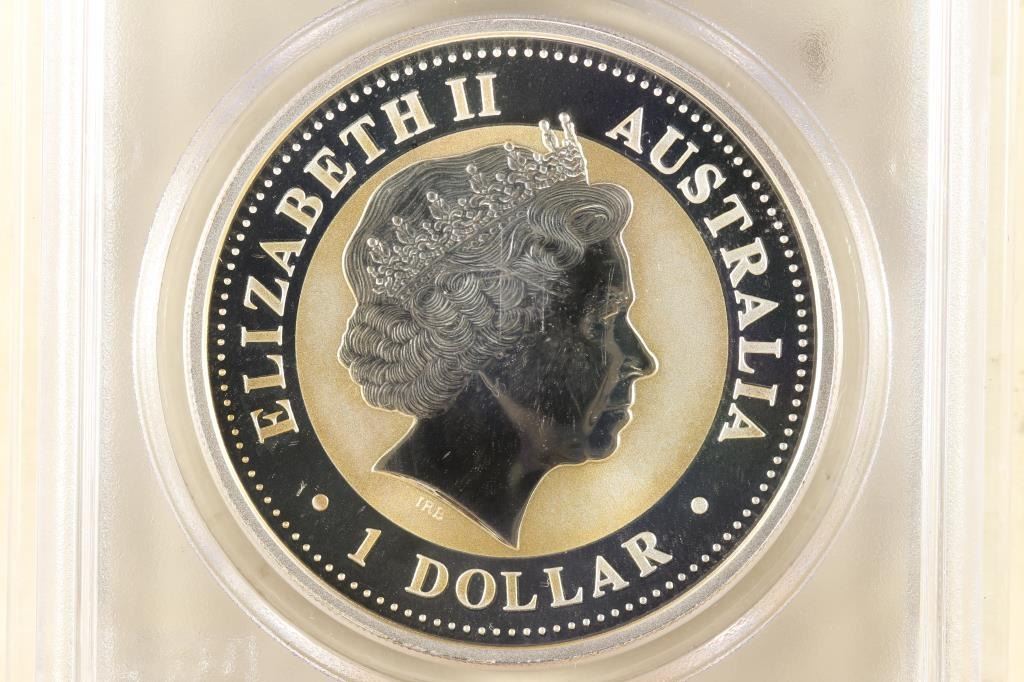 ELIZABETH II
AUSTRALIA
IRB
1 DOLLAR